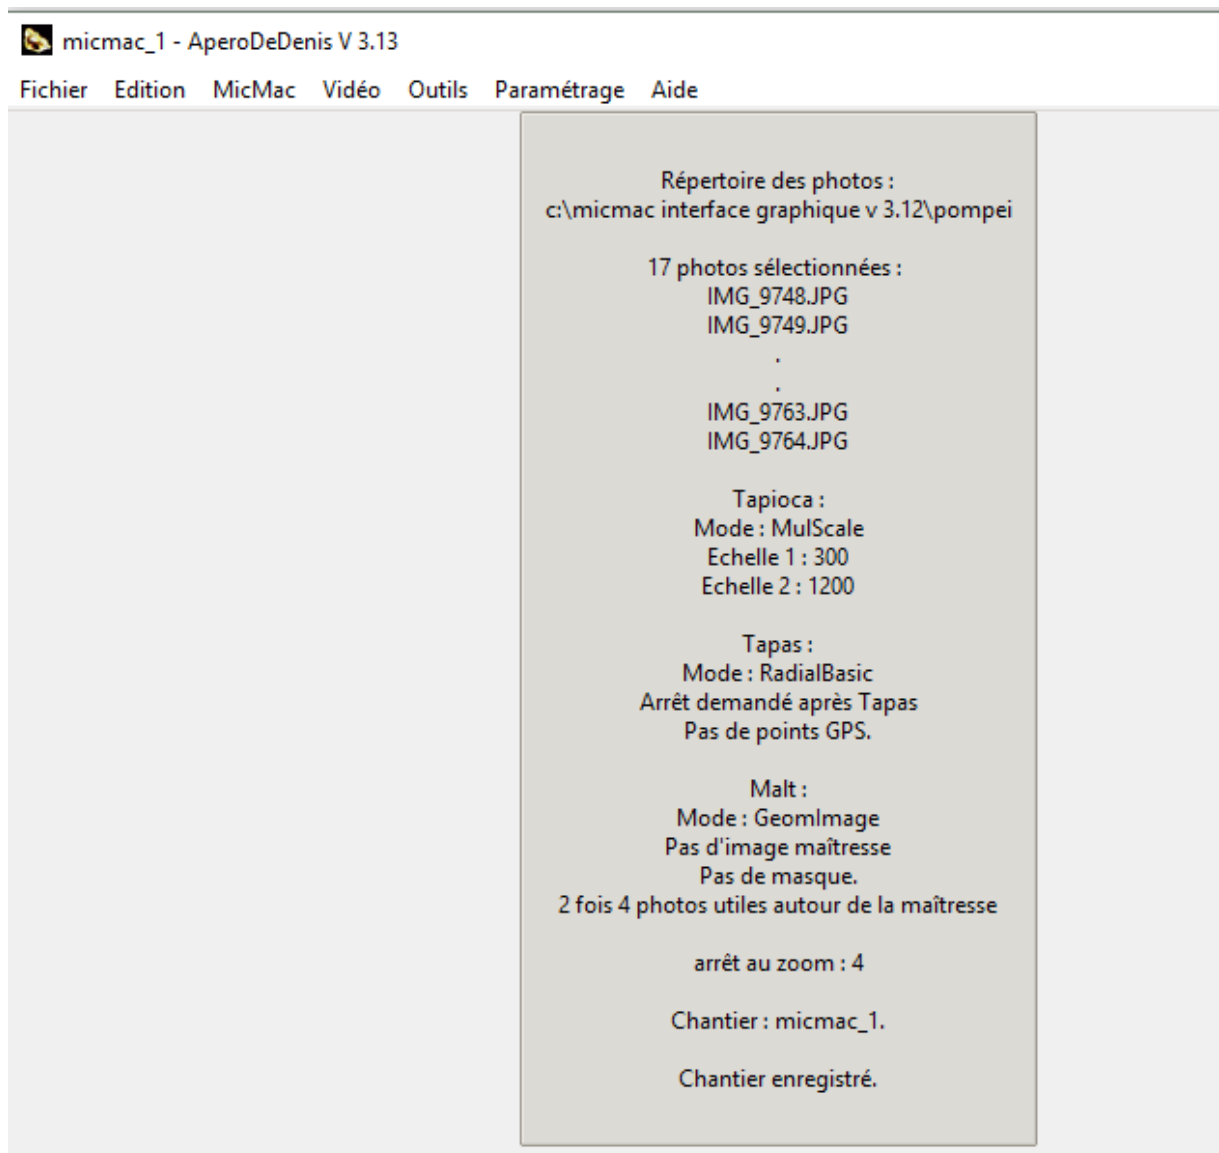 micmac_1 - AperoDeDenis V 3.13
Fichier Edition MicMac Vidéo Outils Paramétrage Aide
Répertoire des photos :
c:\micmac interface graphique v 3.12\pompei
17 photos sélectionnées :
IMG_9748.JPG
IMG_9749.JPG
.
.
IMG_9763.JPG
IMG_9764.JPG
Tapioca :
Mode : MulScale
Echelle 1 : 300
Echelle 2 : 1200
Tapas :
Mode : RadialBasic
Arrêt demandé après Tapas
Pas de points GPS.
Malt :
Mode : GeomImage
Pas d'image maîtresse
Pas de masque.
2 fois 4 photos utiles autour de la maîtresse
arrêt au zoom : 4
Chantier : micmac_1.
Chantier enregistré.